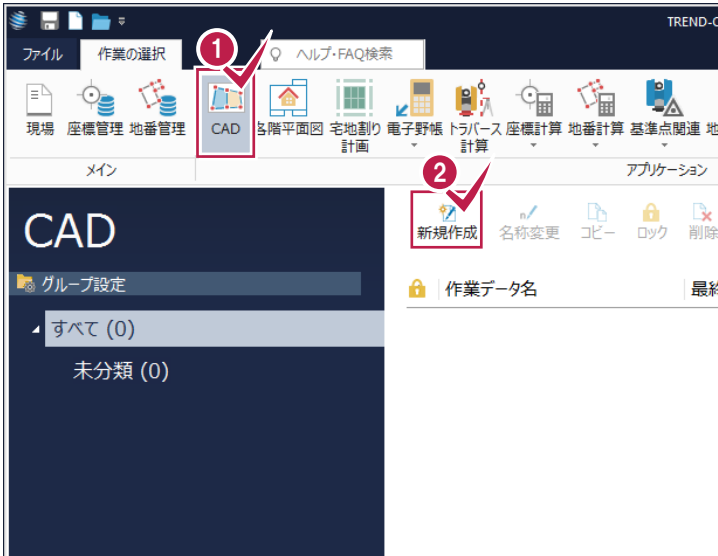 TREND-C
ファイル 作業の選択 ヘルプ・FAQ検索
1
現場 座標管理 地番管理 CAD 各階平面図 宅地割り計画 電子野帳 トラバース計算 座標計算 地番計算 基準点関連 地
メイン アプリケーション
2
CAD
新規作成 名称変更 コピー ロック 削除
グループ設定
作業データ名 最終
すべて (0)
未分類 (0)